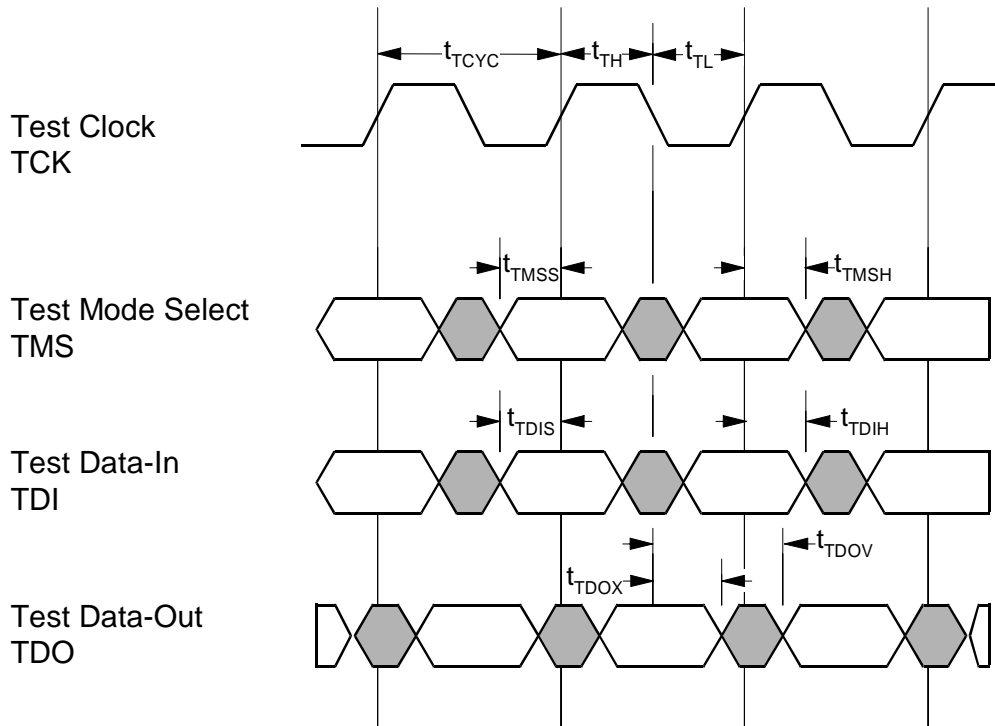 tTCYC tTH tTL
Test Clock
TCK
tTMSS tTMSH
Test Mode Select
TMS
tTDIS tTDIH
Test Data-In
TDI
tTDOV
tTDOX
Test Data-Out
TDO